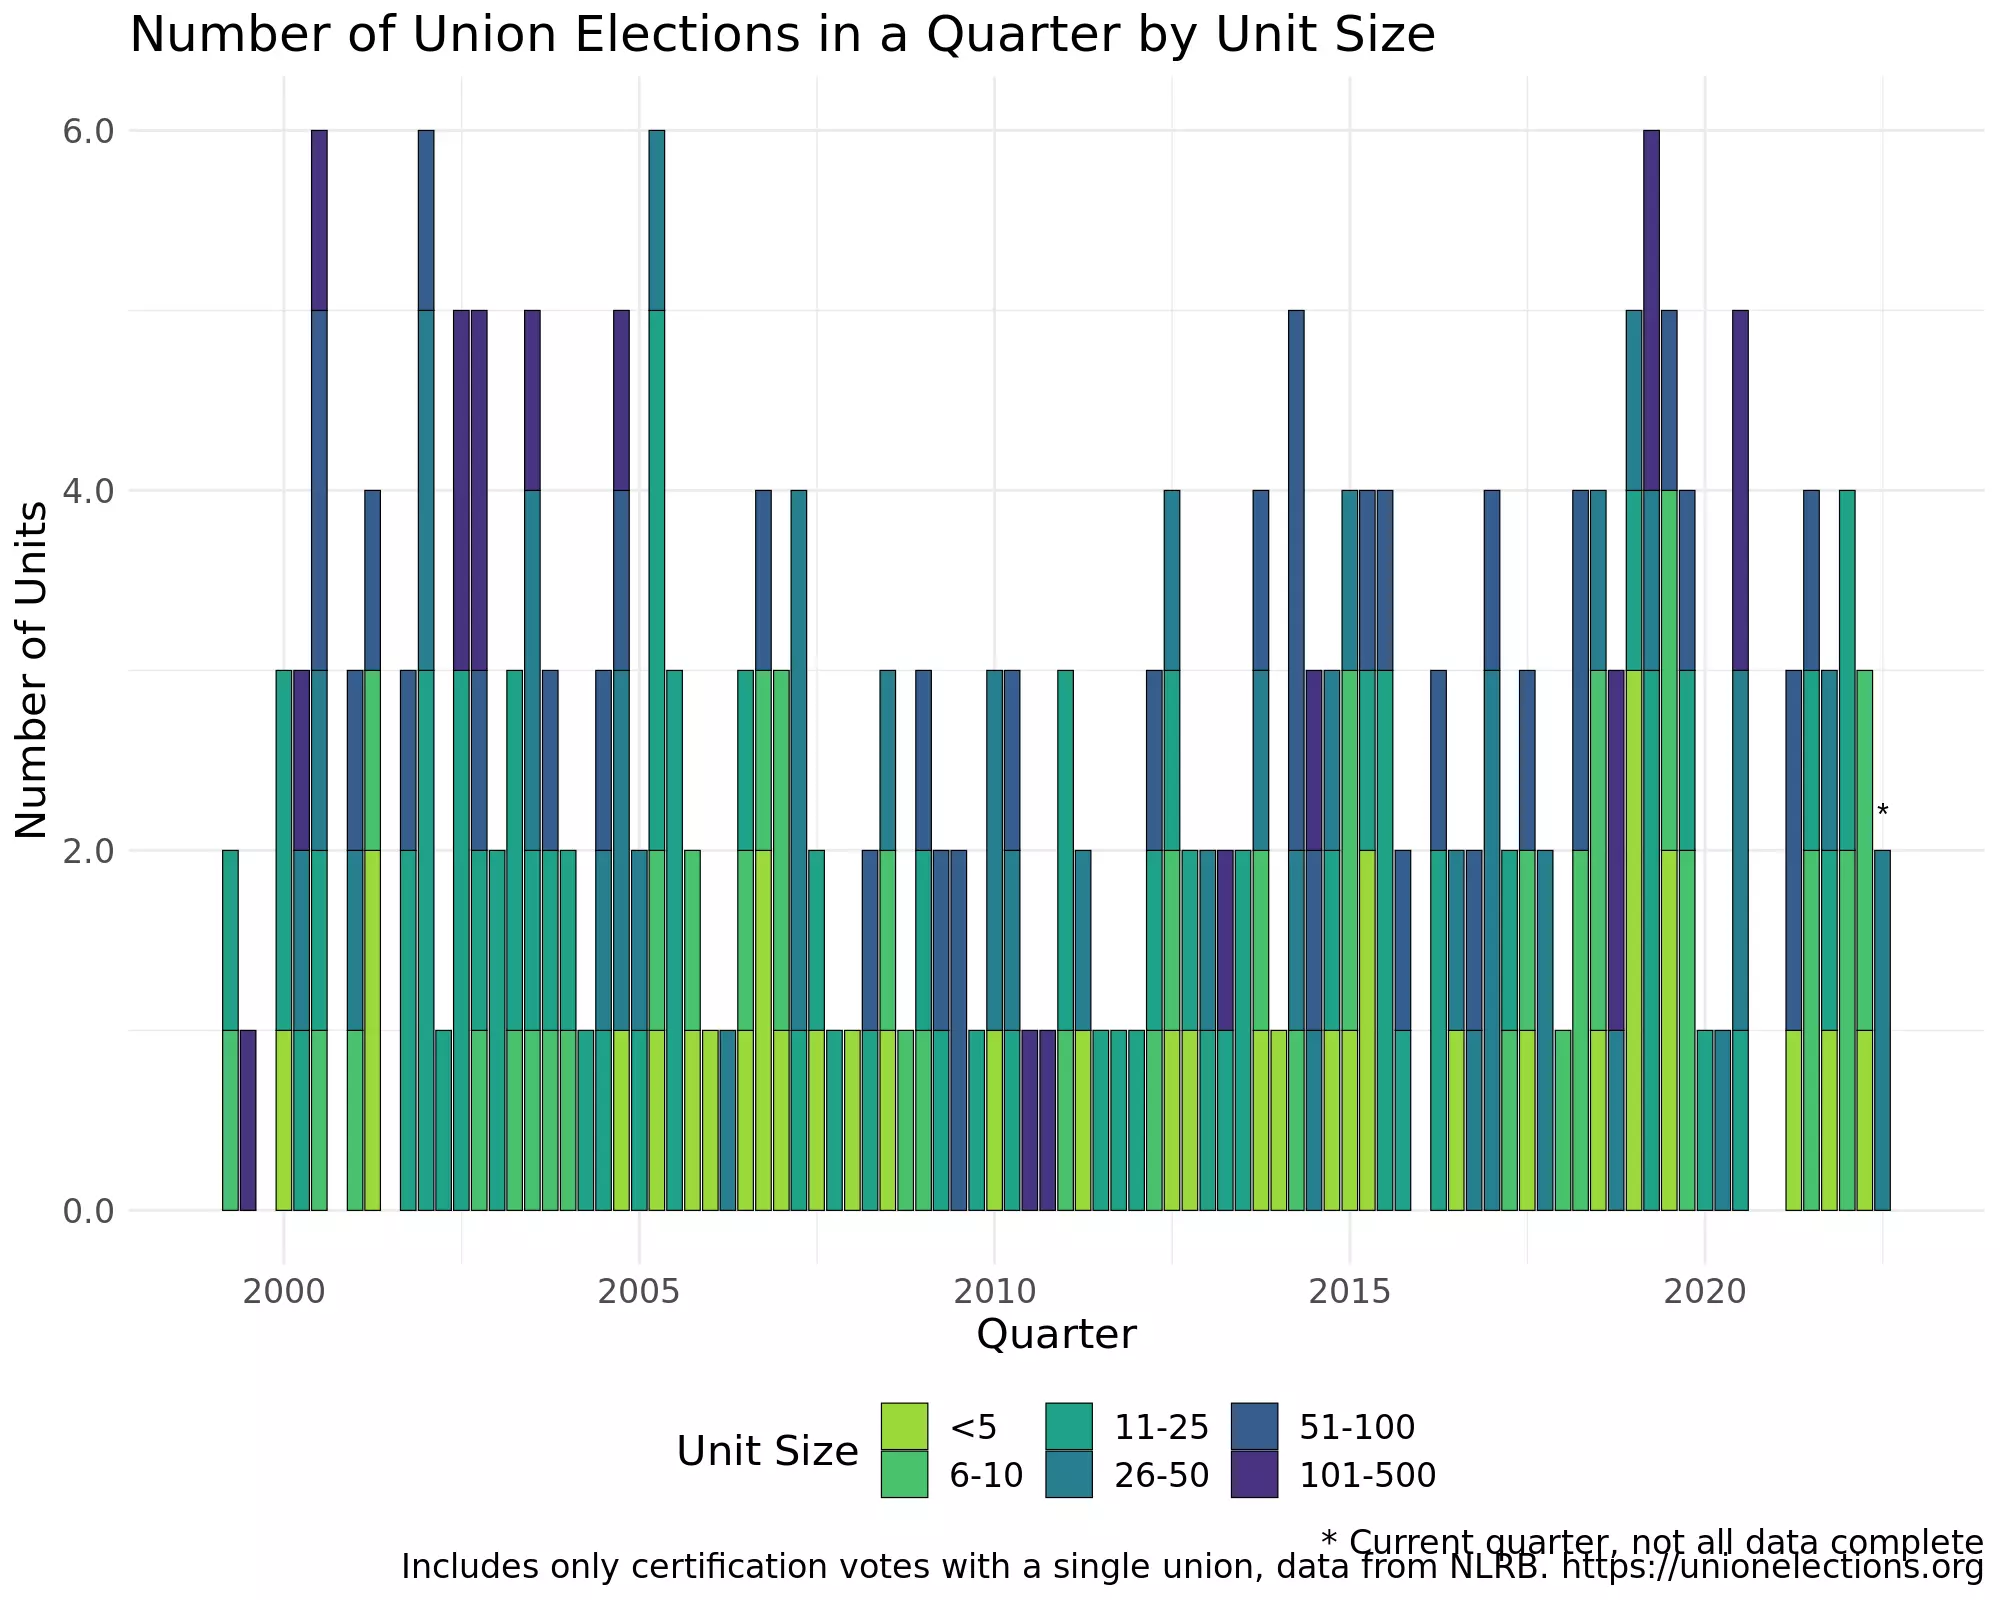 Number of Union Elections in a Quarter by Unit Size
Number of Units
6.0
4.0
2.0
0.0
*
2000 2005 2010 2015 2020
Quarter
Unit Size
<5 11-25 51-100
6-10 26-50 101-500
* Current quarter, not all data complete
Includes only certification votes with a single union, data from NLRB. https://unionelections.org